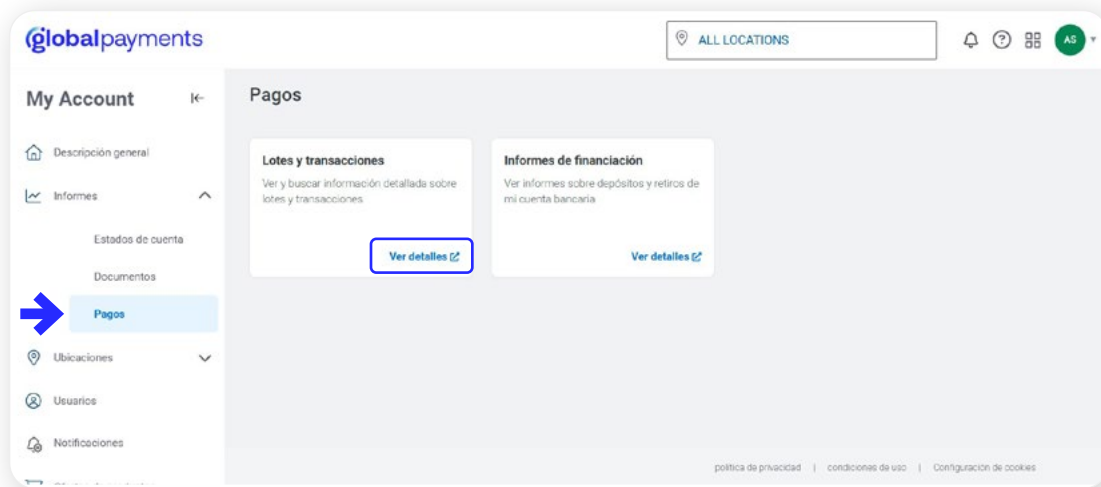 globalpayments
ALL LOCATIONS
AS
My Account
Pagos
Descripción general
Informes
Estados de cuenta
Documentos
Pagos
Ubicaciones
Usuarios
Notificaciones
Lotes y transacciones
Ver y buscar información detallada sobre
lotes y transacciones
Ver detalles
Informes de financiación
Ver informes sobre depósitos y retiros de
mi cuenta bancaria
Ver detalles
política de privacidad | condiciones de uso | Configuración de cookies